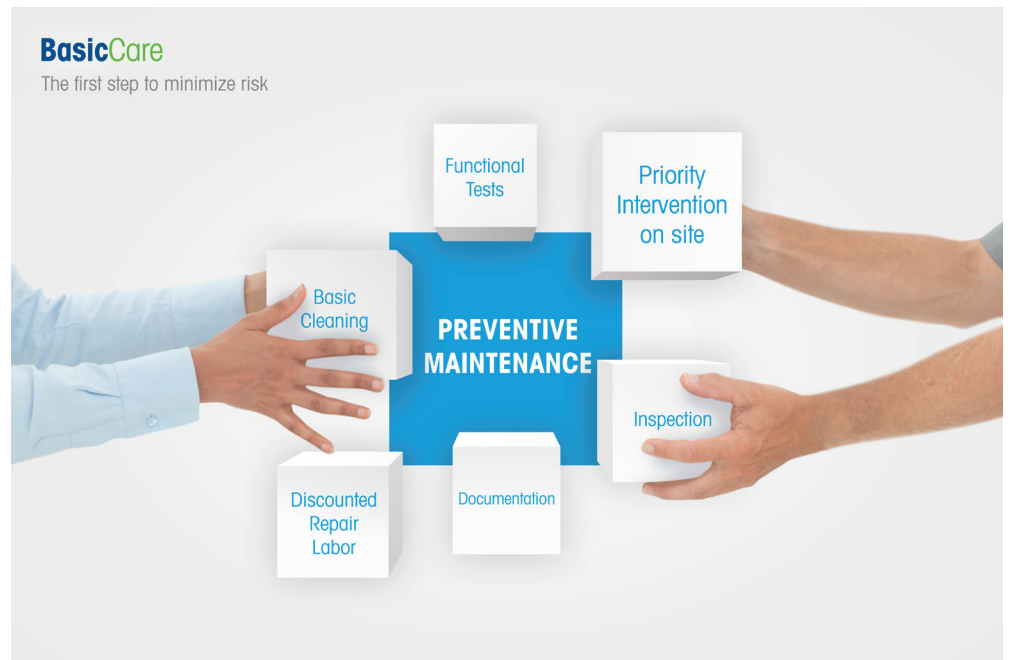 BasicCare
The first step to minimize risk
Functional
Tests
Priority
Intervention
on site
Basic
Cleaning
PREVENTIVE
MAINTENANCE
Inspection
Discounted
Repair
Labor
Documentation